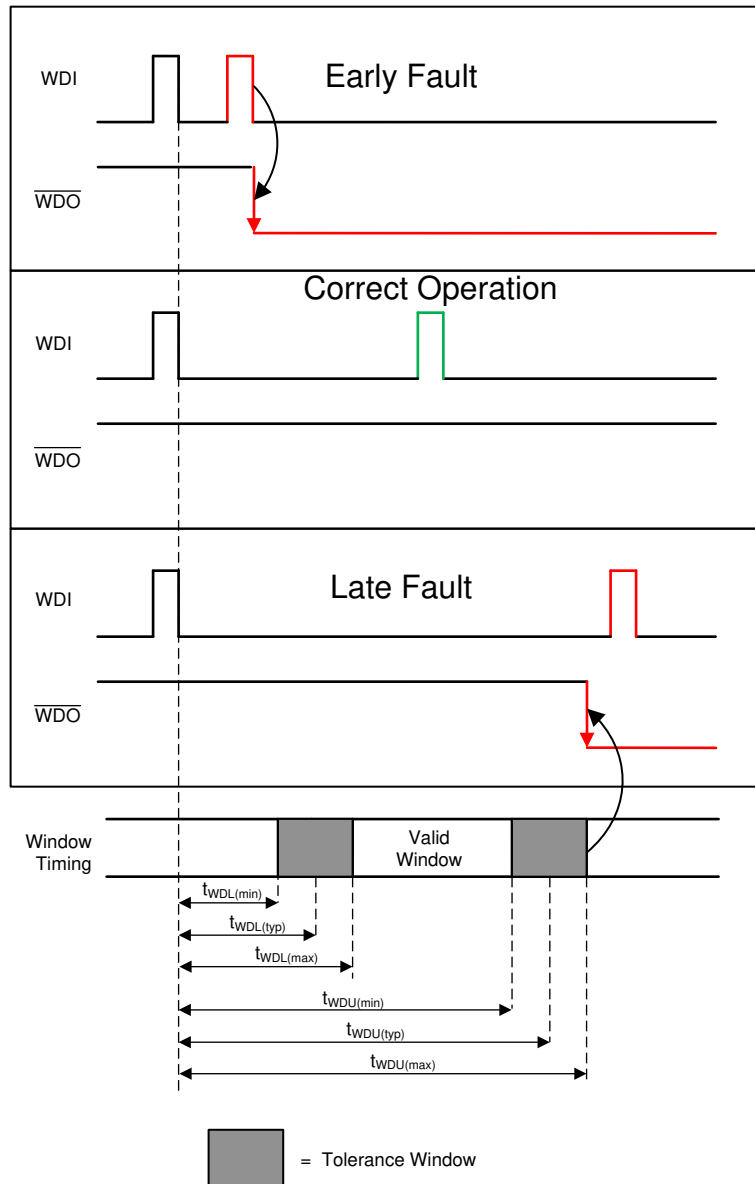 Early Fault
WDI
WDO
Correct Operation
WDI
WDO
Late Fault
WDI
WDO
Window
Timing
Valid
Window
tWDL(min)
tWDL(typ)
tWDL(max)
tWDU(min)
tWDU(typ)
tWDU(max)
= Tolerance Window